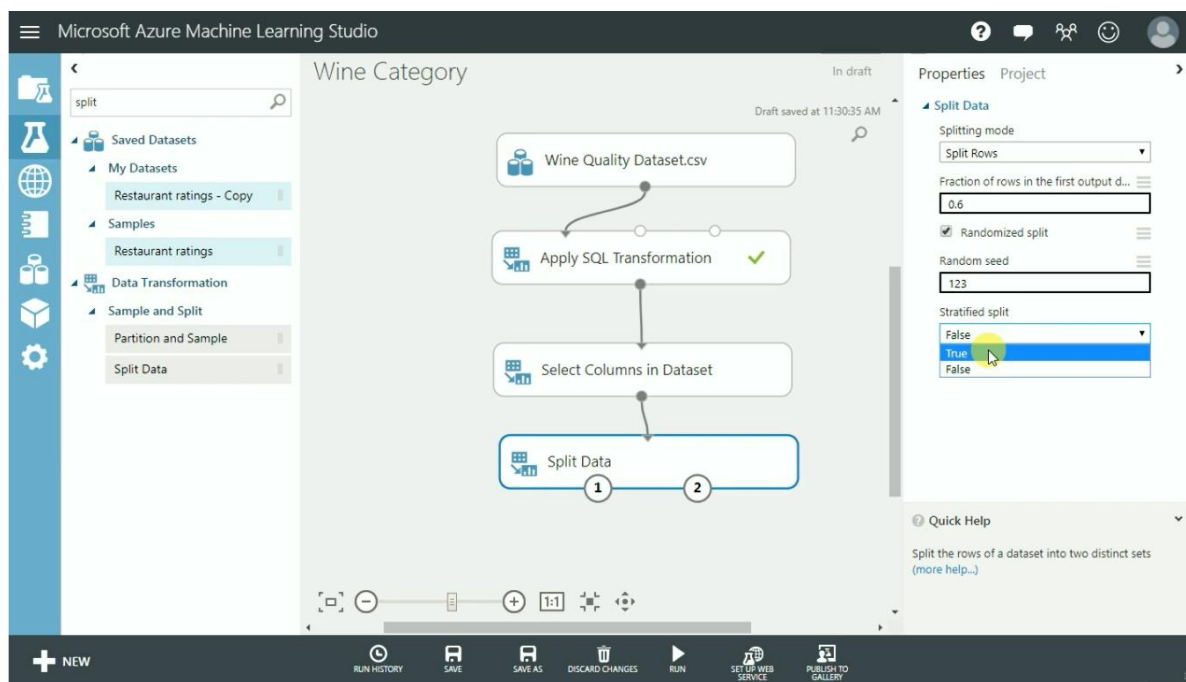 Microsoft Azure Machine Learning Studio
split
Saved Datasets
My Datasets
Restaurant ratings - Copy
Samples
Restaurant ratings
Data Transformation
Sample and Split
Partition and Sample
Split Data
Wine Category
In draft
Draft saved at 11:30:35 AM
Wine Quality Dataset.csv
Apply SQL Transformation
Select Columns in Dataset
Split Data
1
2
1:1
Properties Project
Split Data
Splitting mode
Split Rows
Fraction of rows in the first output d...
0.6
Randomized split
Random seed
123
Stratified split
False
True
False
Quick Help
Split the rows of a dataset into two distinct sets
(more help...)
NEW
RUN HISTORY
SAVE
SAVE AS
DISCARD CHANGES
RUN
SET UP WEB
SERVICE
PUBLISH TO
GALLERY